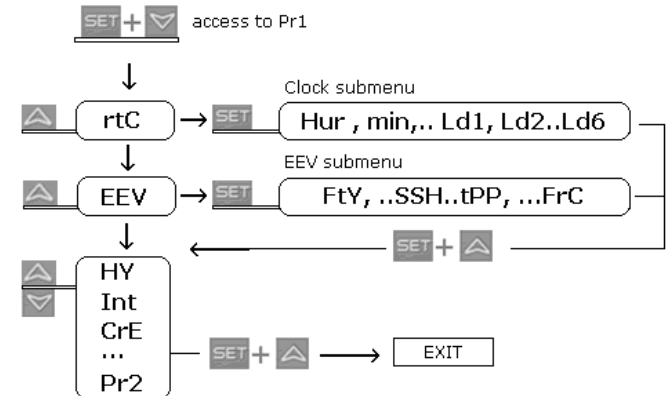 SET + access to Pr1
Clock submenu
rtC SET Hur , min,.. Ld1, Ld2..Ld6
EEV submenu
EEV SET FtY, ..SSH..tPP, ...FrC
SET +
HY
Int
CrE
...
Pr2
SET + EXIT